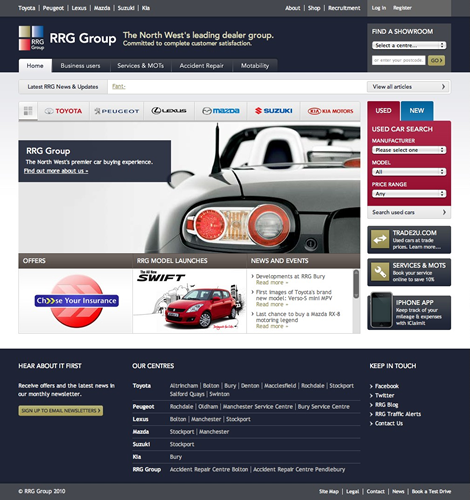 Toyota | Peugeot | Lexus | Mazda | Suzuki | Kia
About | Shop | Recruitment
Log in Register
RRG Group
RRG Group
The North West's leading dealer group.
Committed to complete customer satisfaction.
FIND A SHOWROOM
Select a centre...
or enter your postcode
GO >
Home Business users Services & MOTs Accident Repair Motability
Latest RRG News & Updates
Fant-
View all articles
TOYOTA PEUGEOT LEXUS mazda SUZUKI KIA MOTORS
USED NEW
USED CAR SEARCH
MANUFACTURER
Please select one
MODEL
All
PRICE RANGE
Any
Search used cars
RRG Group
The North West's premier car buying experience.
Find out more about us »
TRADE2U.COM
Used cars at trade
prices. Learn more....
SERVICES & MOTS
Book your service
online to save 10%
IPHONE APP
Keep track of your
mileage & expenses
with iClaimit
OFFERS
Choose Your Insurance
RRG MODEL LAUNCHES
The All New
SWIFT
NEWS AND EVENTS
Developments at RRG Bury
Read more »
First images of Toyota's brand
new model: Verso-S mini MPV
Read more »
Last chance to buy a Mazda RX-8
motoring legend
Read more »
HEAR ABOUT IT FIRST
Receive offers and the latest news in
our monthly newsletter.
SIGN UP TO EMAIL NEWSLETTERS >
OUR CENTRES
Toyota Altrincham | Bolton | Bury | Denton | Macclesfield | Rochdale | Stockport
Salford Quays | Swinton
Peugeot Rochdale | Oldham | Manchester Service Centre | Bury Service Centre
Lexus Bolton | Manchester | Stockport
Mazda Stockport | Manchester
Suzuki Stockport
Kia Bury
RRG Group Accident Repair Centre Bolton | Accident Repair Centre Pendlebury
KEEP IN TOUCH
Facebook
Twitter
RRG Blog
RRG Traffic Alerts
Contact Us
© RRG Group 2010
Site Map | Legal | Contact | News | Book a Test Drive